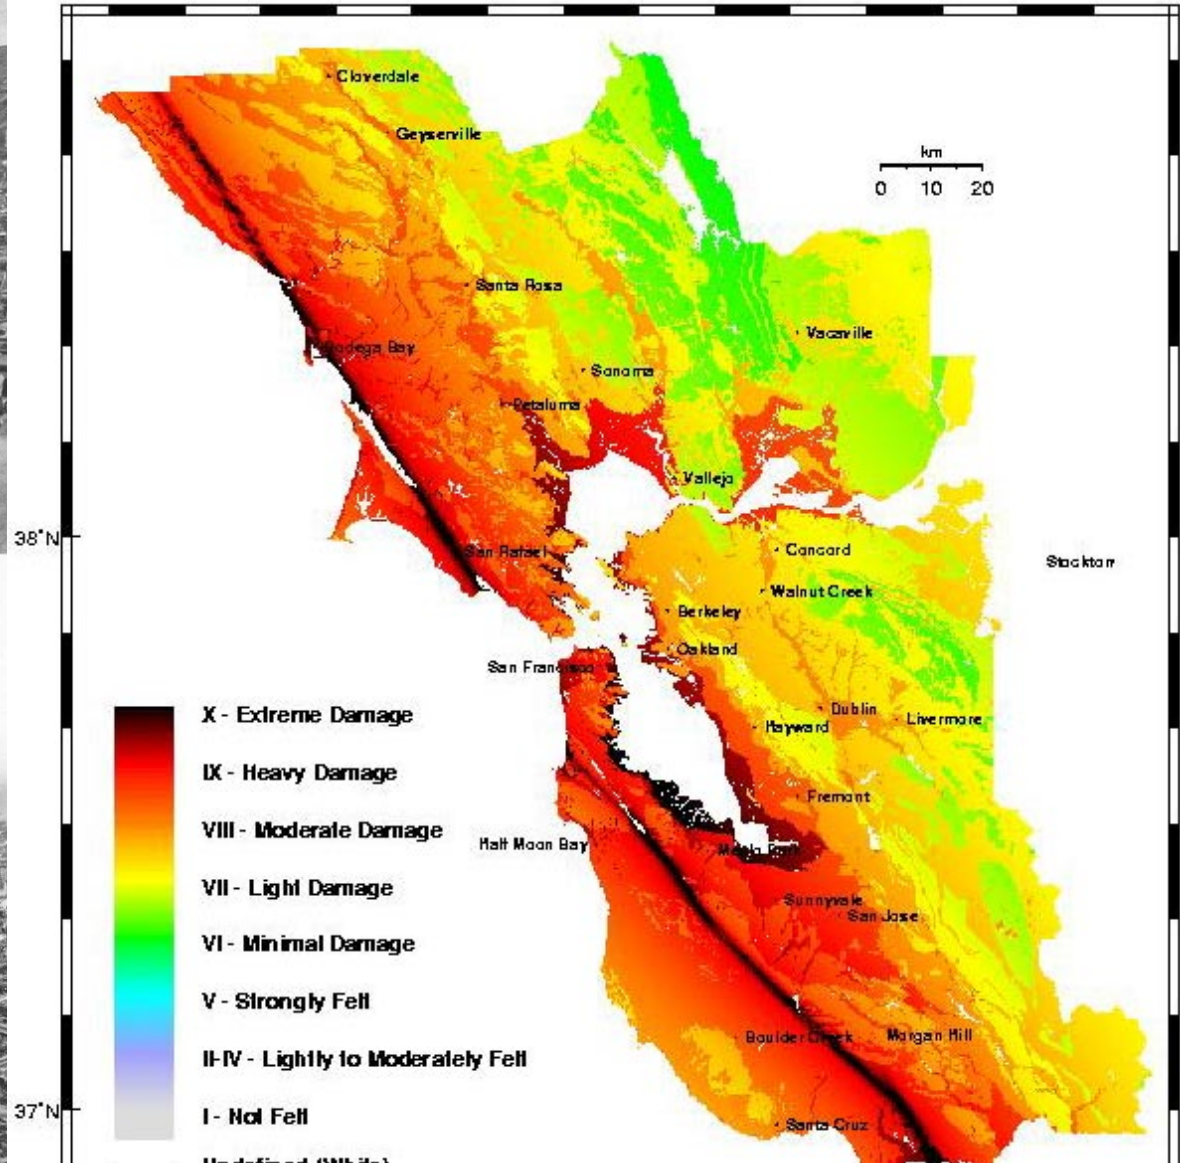 Cloverdale
Geyserville
km
0 10 20
Santa Rosa
Vacaville
Bodega Bay
Sonoma
Petaluma
Vallejo
38°N
San Rafael
Concord
Stockton
Walnut Creek
Berkeley
Oakland
San Francisco
Dublin
Livermore
Hayward
X - Extreme Damage
IX - Heavy Damage
Fremont
VIII - Moderate Damage
Half Moon Bay
Menlo Park
VII - Light Damage
Sunnyvale
San Jose
VI - Minimal Damage
V - Strongly Felt
Boulder Creek
Morgan Hill
II-IV - Lightly to Moderately Felt
37°N
I - Not Felt
Santa Cruz
Undefined (White)